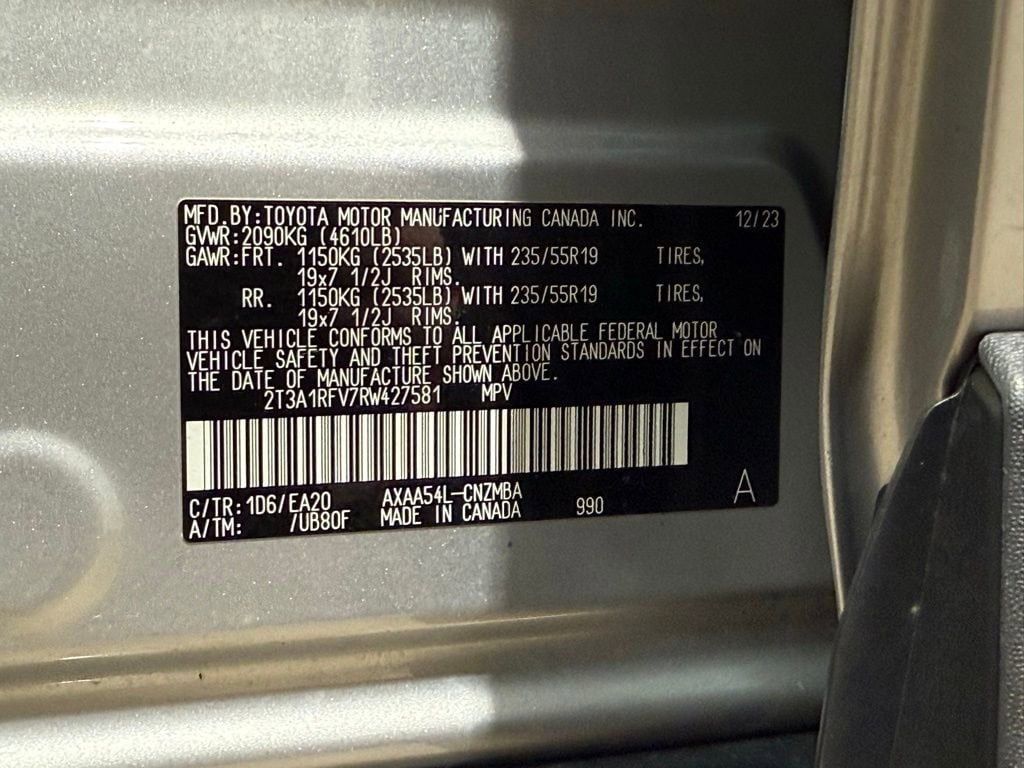 MFD.BY:TOYOTA MOTOR MANUFACTURING CANADA INC. 12/23
GVWR:2090KG (4610LB)
GAWR:FRT. 1150KG (2535LB) WITH 235/55R19 TIRES,
19x7 1/2J RIMS.
RR. 1150KG (2535LB) WITH 235/55R19 TIRES,
19x7 1/2J RIMS.
THIS VEHICLE CONFORMS TO ALL APPLICABLE FEDERAL MOTOR
VEHICLE SAFETY AND THEFT PREVENTION STANDARDS IN EFFECT ON
THE DATE OF MANUFACTURE SHOWN ABOVE.
2T3A1RFV7RW427581 MPV
C/TR:1D6/EA20 AXAA54L-CNZMBA 990 A
A/TM: /UB80F MADE IN CANADA